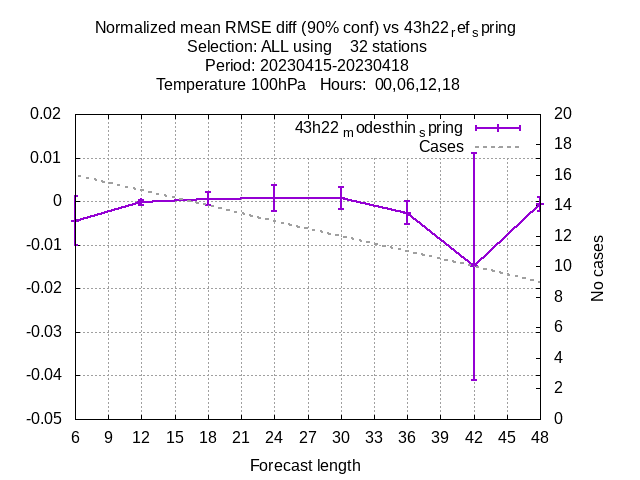 Normalized mean RMSE diff (90% conf) vs 43h22refspring
Selection: ALL using    32 stations
Period: 20230415-20230418
Temperature 100hPa   Hours:  00,06,12,18
43h22modesthinspring
Cases
0.02
0.01
0
-0.01
-0.02
-0.03
-0.04
-0.05
20
18
16
14
12
10
8
6
4
2
0
No cases
6 9 12 15 18 21 24 27 30 33 36 39 42 45 48
Forecast length